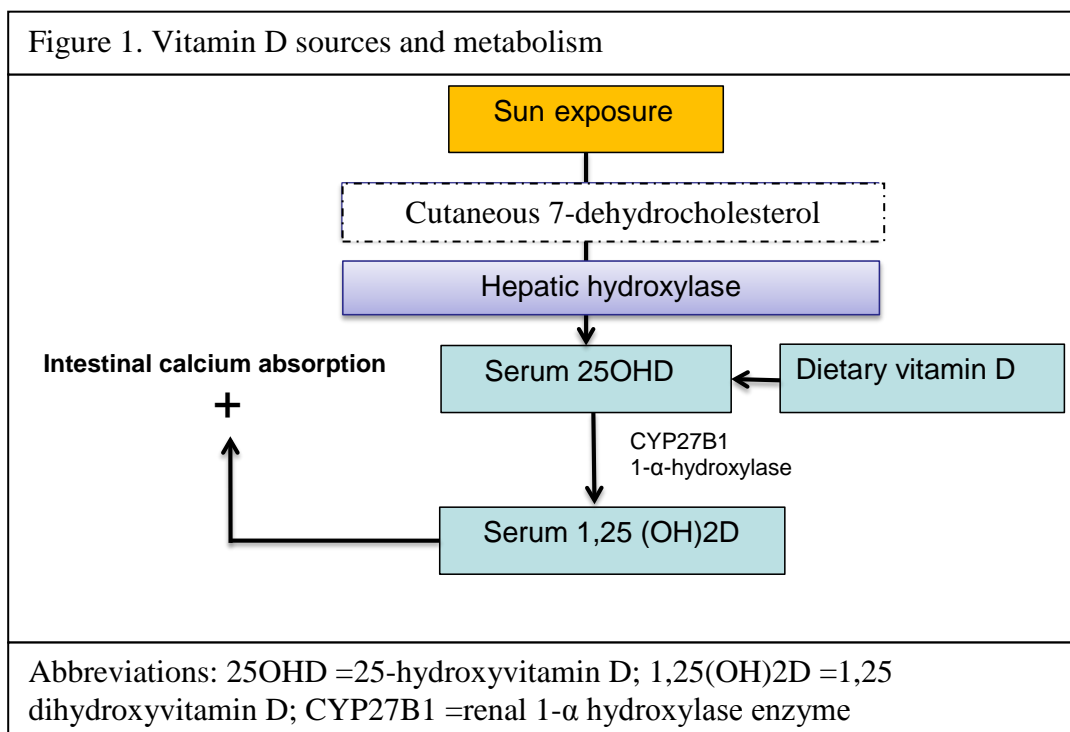 Figure 1. Vitamin D sources and metabolism
Sun exposure
Cutaneous 7-dehydrocholesterol
Hepatic hydroxylase
Intestinal calcium absorption
+
Serum 25OHD
Dietary vitamin D
CYP27B1
1-α-hydroxylase
Serum 1,25 (OH)2D
Abbreviations: 25OHD =25-hydroxyvitamin D; 1,25(OH)2D =1,25
dihydroxyvitamin D; CYP27B1 =renal 1-α hydroxylase enzyme